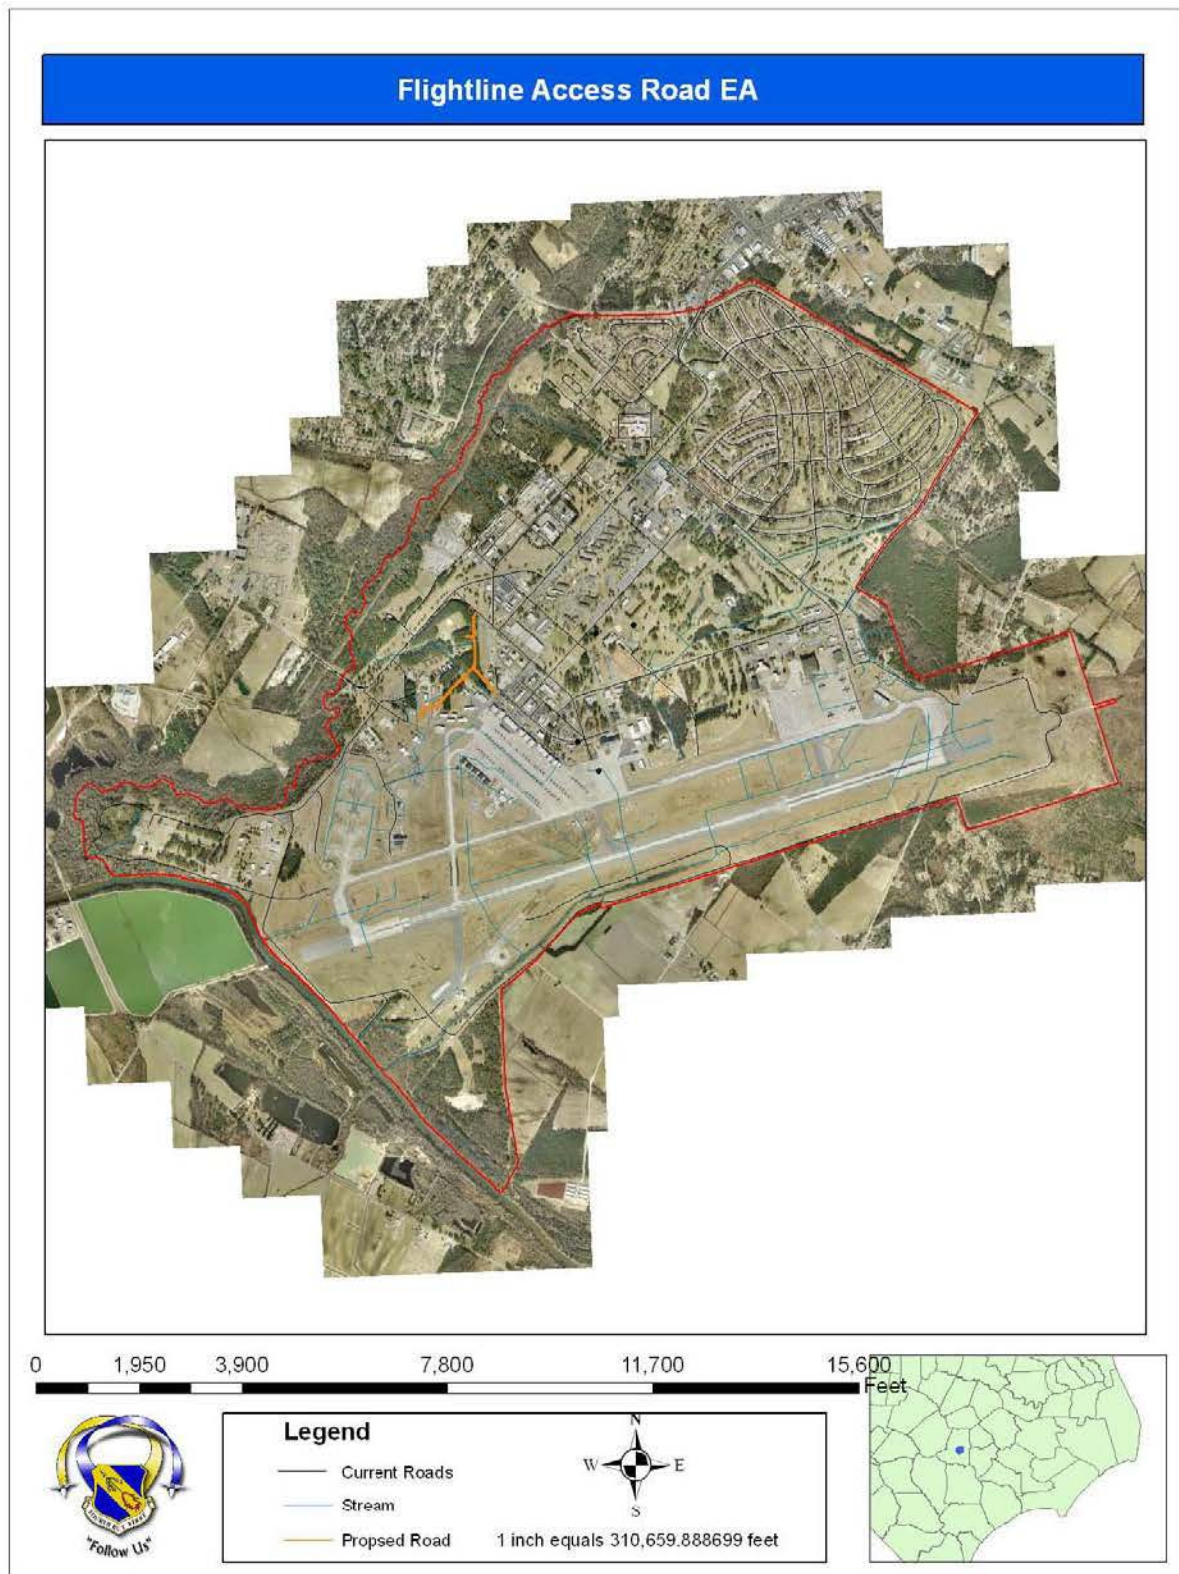 Flightline Access Road EA
0 1,950 3,900 7,800 11,700 15,600
Feet
Legend
Current Roads
Stream
Propsed Road
N
W E
S
1 inch equals 310,659.888699 feet
"Follow Us"